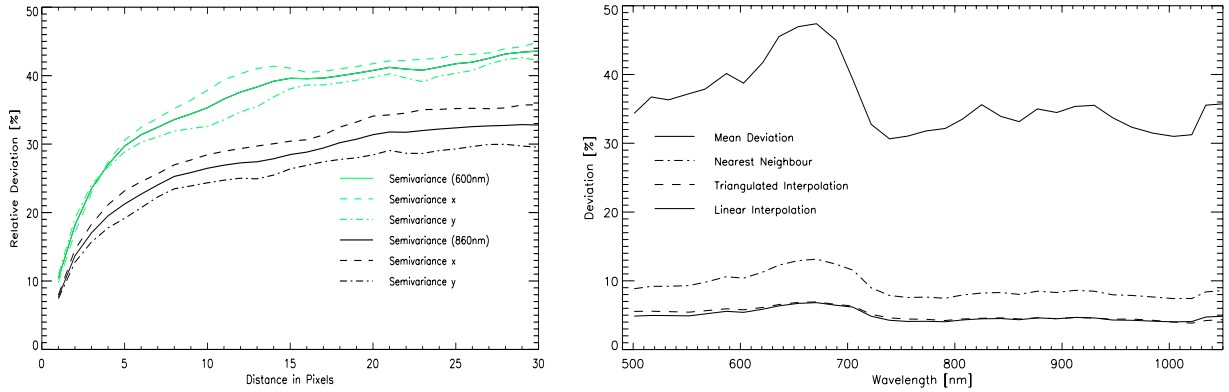 50
40
30
20
10
0
Relative Deviation [%]
Semivariance (600nm)
Semivariance x
Semivariance y
Semivariance (860nm)
Semivariance x
Semivariance y
0 5 10 15 20 25 30
Distance in Pixels
50
40
30
20
10
0
Deviation [%]
Mean Deviation
Nearest Neighbour
Triangulated Interpolation
Linear Interpolation
500 600 700 800 900 1000
Wavelength [nm]